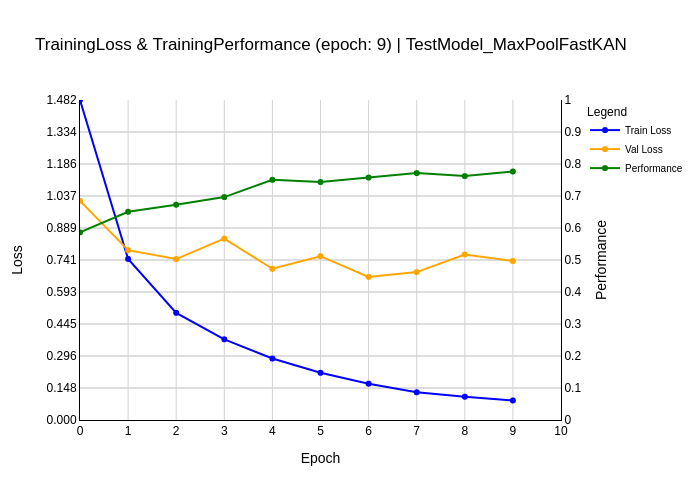 TrainingLoss & TrainingPerformance (epoch: 9) | TestModel_MaxPoolFastKAN
1.482
1.334
1.186
1.037
0.889
0.741
0.593
0.445
0.296
0.148
0.000
Loss
0 1 2 3 4 5 6 7 8 9 10
Epoch
1
0.9
0.8
0.7
0.6
0.5
0.4
0.3
0.2
0.1
0
Performance
Legend
Train Loss
Val Loss
Performance